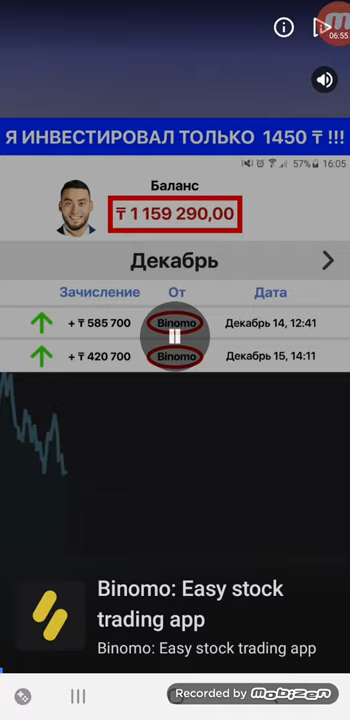 06:55
Я ИНВЕСТИРОВАЛ ТОЛЬКО 1450 ₸ !!!
57% 16:05
Баланс
₸ 1 159 290,00
Декабрь
Зачисление От Дата
+ ₸ 585 700 Binomo Декабрь 14, 12:41
+ ₸ 420 700 Binomo Декабрь 15, 14:11
Binomo: Easy stock
trading app
Binomo: Easy stock trading app
Recorded by mobizen